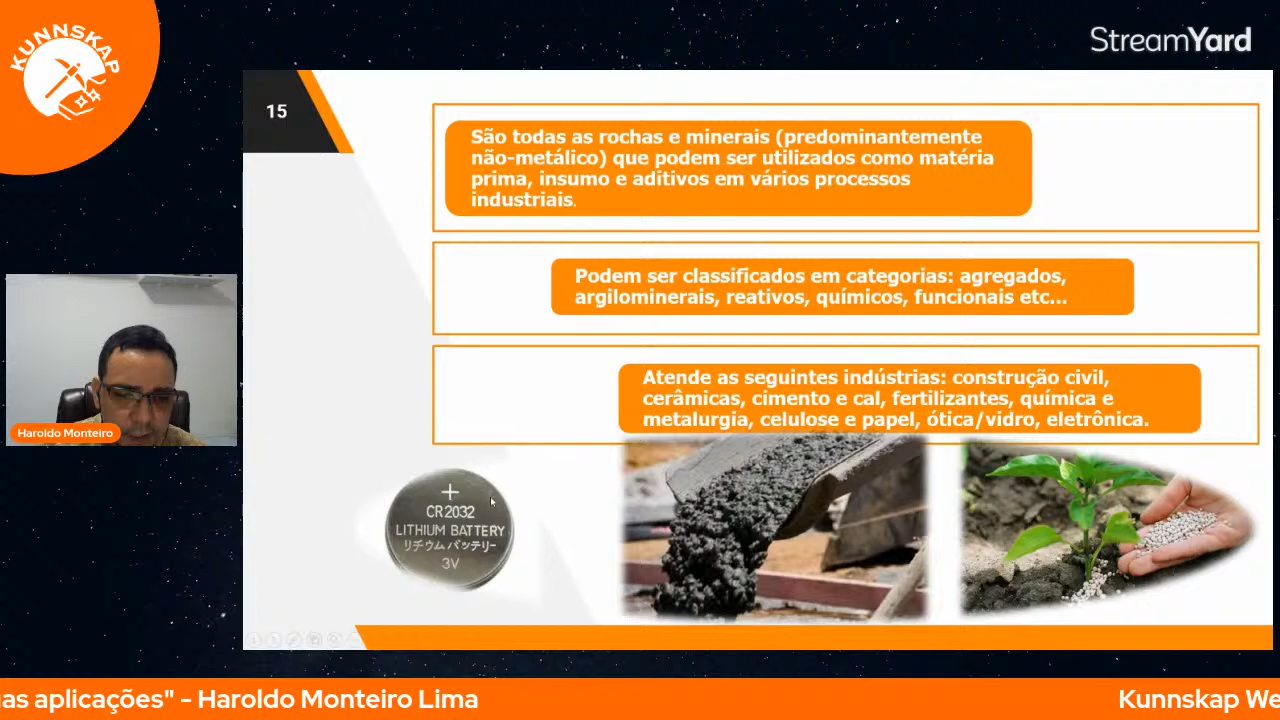 KUNNSKAP
StreamYard
15
São todas as rochas e minerais (predominantemente
não-metálico) que podem ser utilizados como matéria
prima, insumo e aditivos em vários processos
industriais.
Podem ser classificados em categorias: agregados,
argilominerais, reativos, químicos, funcionais etc...
Atende as seguintes indústrias: construção civil,
cerâmicas, cimento e cal, fertilizantes, química e
metalurgia, celulose e papel, ótica/vidro, eletrônica.
Haroldo Monteiro
+
CR2032
LITHIUM BATTERY
リチウムバッテリー
3V
as aplicações" - Haroldo Monteiro Lima
Kunnskap We